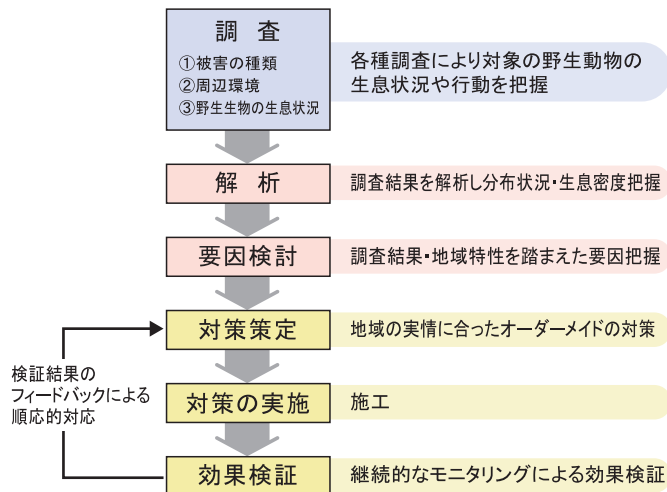 調 査
①被害の種類
②周辺環境
③野生生物の生息状況
各種調査により対象の野生動物の
生息状況や行動を把握
解 析
調査結果を解析し分布状況・生息密度把握
要因検討
調査結果・地域特性を踏まえた要因把握
対策策定
地域の実情に合ったオーダーメイドの対策
検証結果の
フィードバックによる
順応的対応
対策の実施
施工
効果検証
継続的なモニタリングによる効果検証